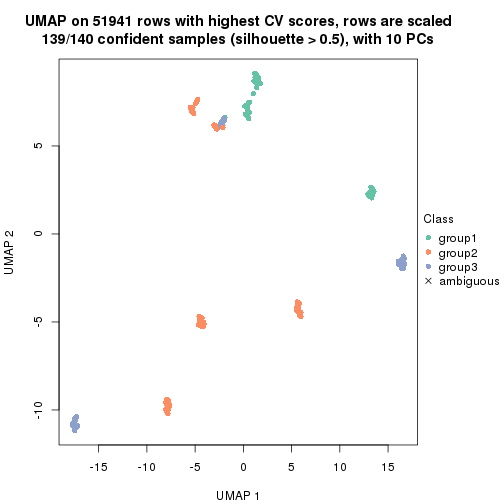 UMAP on 51941 rows with highest CV scores, rows are scaled
139/140 confident samples (silhouette > 0.5), with 10 PCs
5
0
-5
-10
UMAP 2
-15
-10
-5
0
5
10
15
UMAP 1
Class
group1
group2
group3
ambiguous